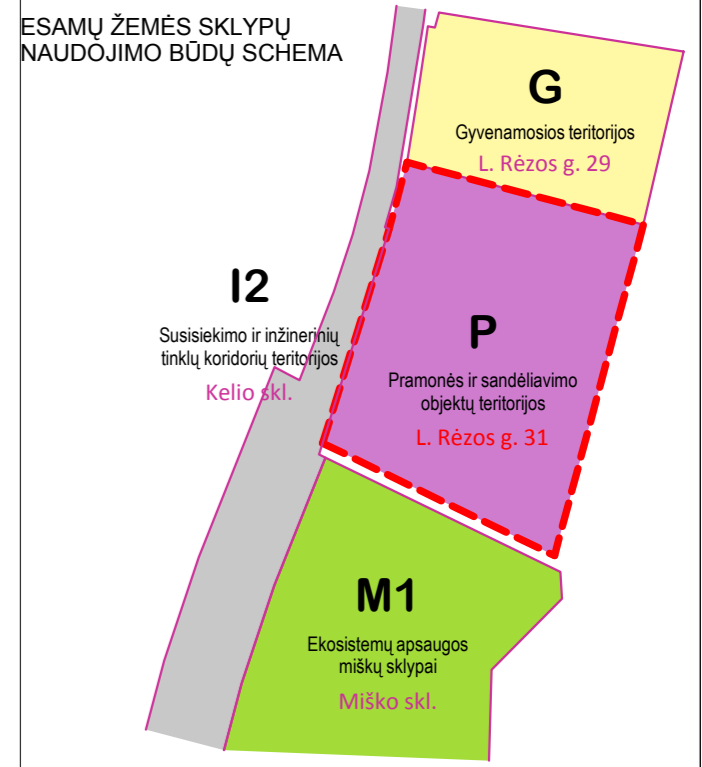 ESAMŲ ŽEMĖS SKLYPŲ
NAUDOJIMO BŪDŲ SCHEMA
G
Gyvenamosios teritorijos
L. Rėzos g. 29
I2
Susisiekimo ir inžinerinių
tinklų koridorių teritorijos
Kelio skl.
P
Pramonės ir sandėliavimo
objektų teritorijos
L. Rėzos g. 31
M1
Ekosistemų apsaugos
miškų sklypai
Miško skl.